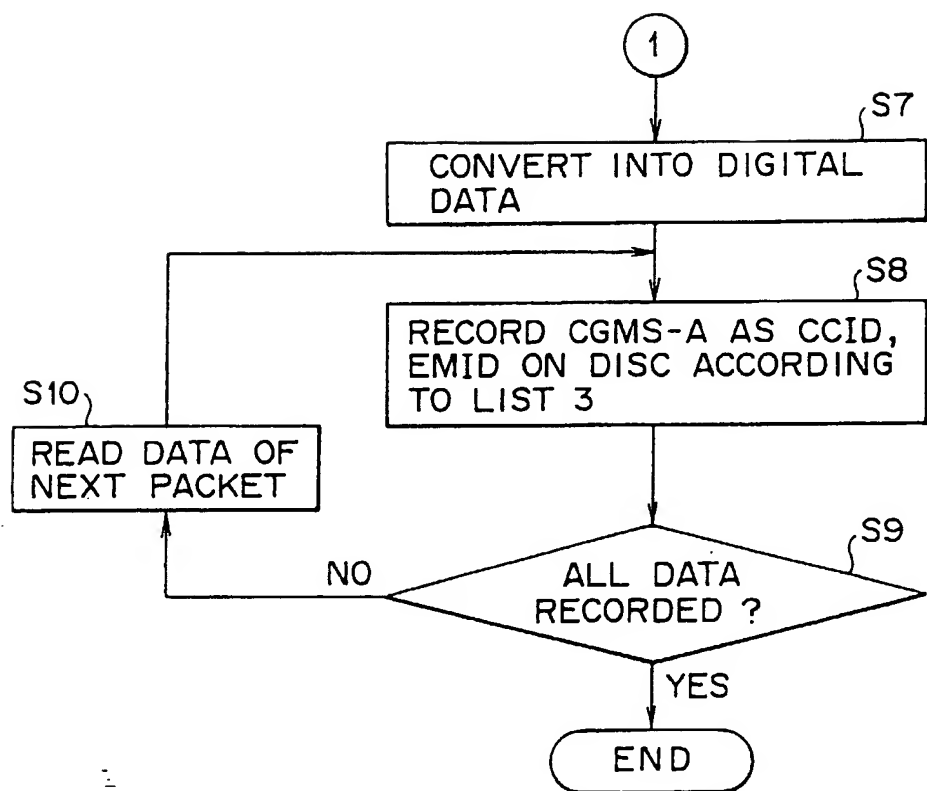 1
S7
CONVERT INTO DIGITAL
DATA
S8
RECORD CGMS-A AS CCID,
EMID ON DISC ACCORDING
TO LIST 3
S10
READ DATA OF
NEXT PACKET
S9
NO
ALL DATA
RECORDED ?
YES
END